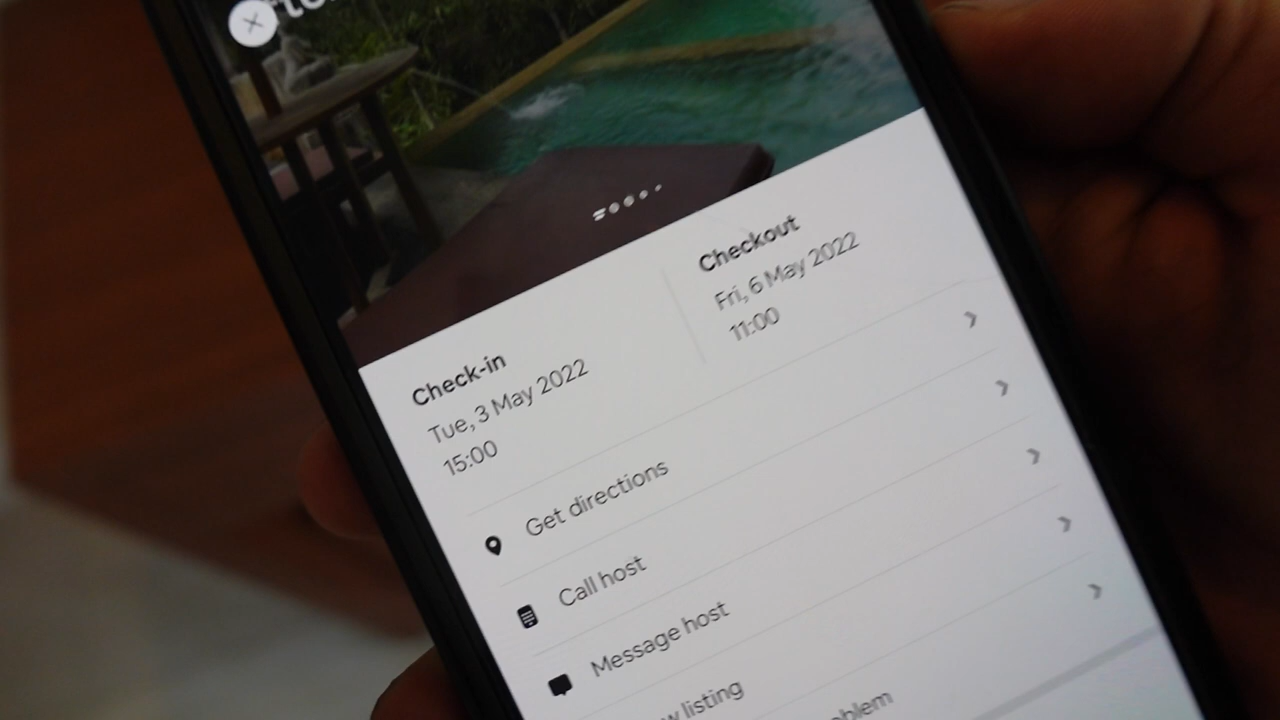 Check-in
Tue, 3 May 2022
15:00
Checkout
Fri, 6 May 2022
11:00
Get directions
Call host
Message host
listing